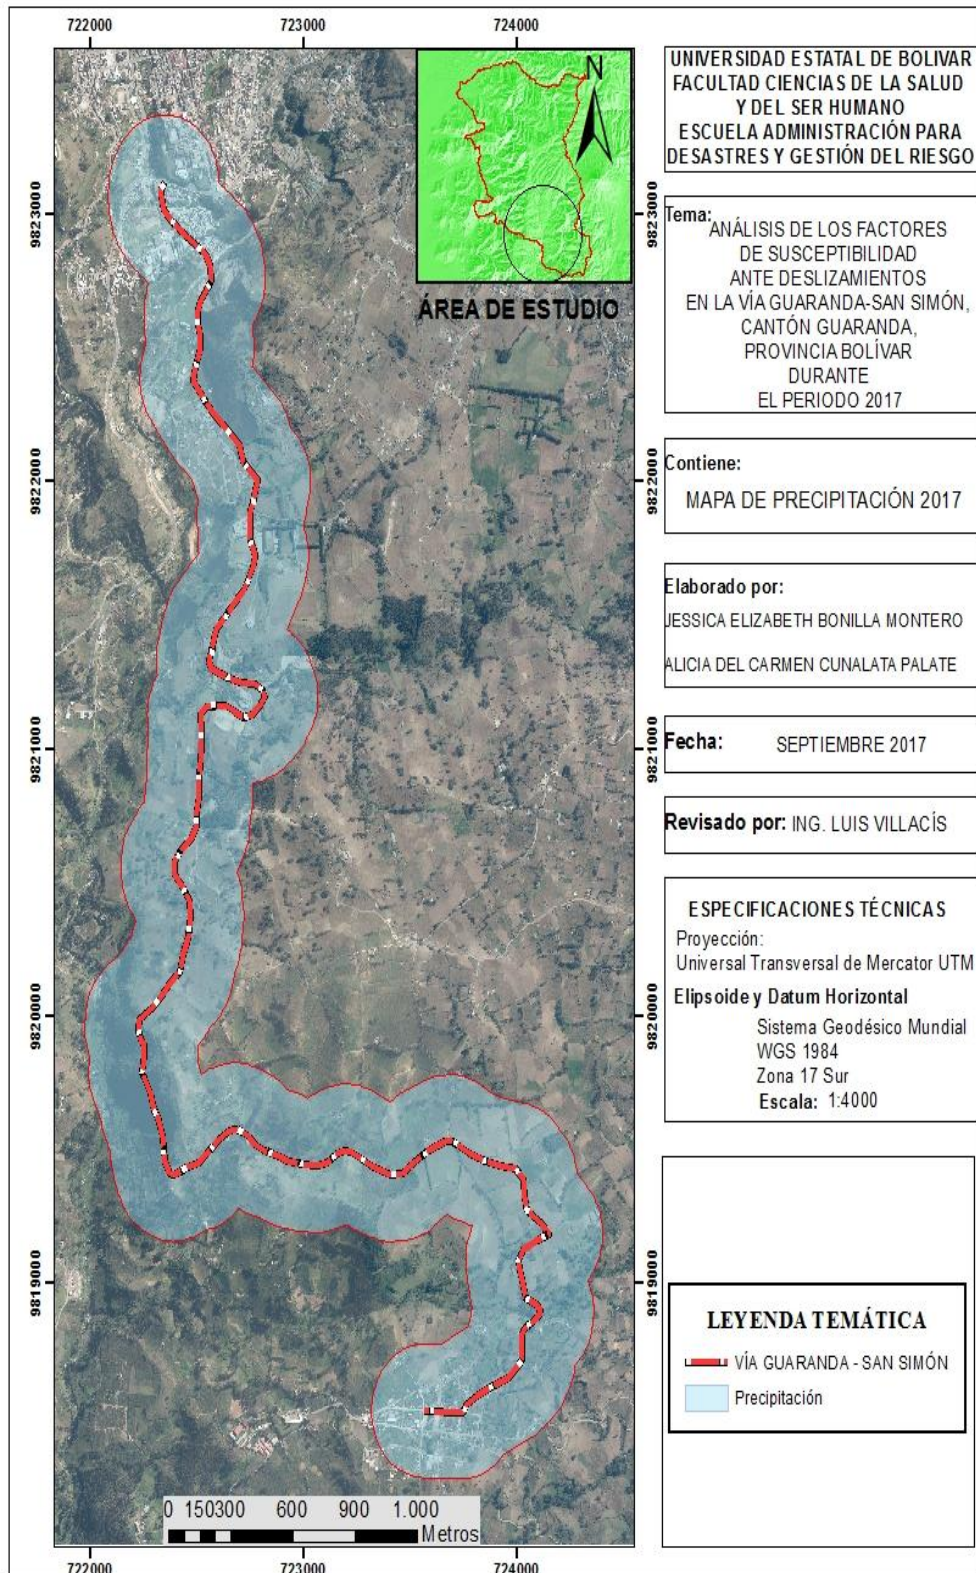 722000 723000 724000
9823000
9822000
9821000
9820000
9819000
9823000
9822000
9821000
9820000
9819000
N
ÁREA DE ESTUDIO
0 150300 600 900 1.000
Metros
722000 723000 724000
UNIVERSIDAD ESTATAL DE BOLIVAR
FACULTAD CIENCIAS DE LA SALUD
Y DEL SER HUMANO
ESCUELA ADMINISTRACIÓN PARA
DESASTRES Y GESTIÓN DEL RIESGO
Tema:
ANÁLISIS DE LOS FACTORES
DE SUSCEPTIBILIDAD
ANTE DESLIZAMIENTOS
EN LA VÍA GUARANDA-SAN SIMÓN,
CANTÓN GUARANDA,
PROVINCIA BOLÍVAR
DURANTE
EL PERIODO 2017
Contiene:
MAPA DE PRECIPITACIÓN 2017
Elaborado por:
JESSICA ELIZABETH BONILLA MONTERO
ALICIA DEL CARMEN CUNALATA PALATE
Fecha: SEPTIEMBRE 2017
Revisado por: ING. LUIS VILLACÍS
ESPECIFICACIONES TÉCNICAS
Proyección:
Universal Transversal de Mercator UTM
Elipsoide y Datum Horizontal
Sistema Geodésico Mundial
WGS 1984
Zona 17 Sur
Escala: 1:4000
LEYENDA TEMÁTICA
VÍA GUARANDA - SAN SIMÓN
Precipitación